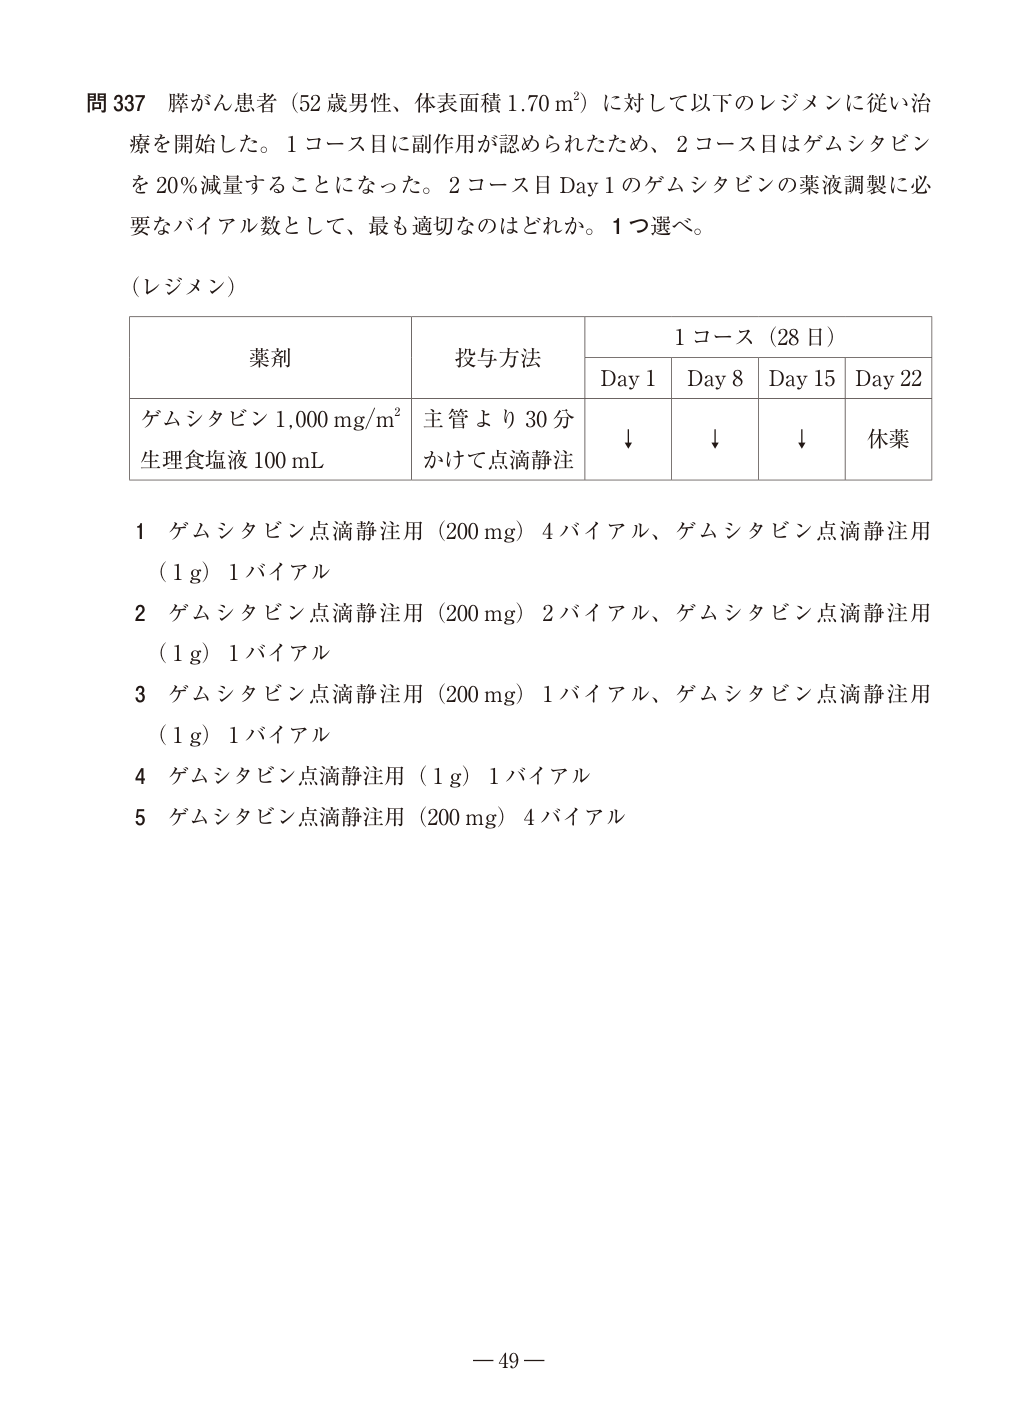 問 337　膵がん患者（52 歳男性、体表面積 1.70 m²）に対して以下のレジメンに従い治
療を開始した。1 コース目に副作用が認められたため、2 コース目はゲムシタビン
を 20％減量することになった。2 コース目 Day 1 のゲムシタビンの薬液調製に必
要なバイアル数として、最も適切なのはどれか。1つ選べ。
（レジメン）
薬剤　投与方法　1 コース（28 日）
Day 1　Day 8　Day 15　Day 22
ゲムシタビン 1,000 mg/m²　主管より 30 分
生理食塩液 100 mL　かけて点滴静注　↓　↓　↓　休薬
1　ゲムシタビン点滴静注用（200 mg）4 バイアル、ゲムシタビン点滴静注用
（1 g）1 バイアル
2　ゲムシタビン点滴静注用（200 mg）2 バイアル、ゲムシタビン点滴静注用
（1 g）1 バイアル
3　ゲムシタビン点滴静注用（200 mg）1 バイアル、ゲムシタビン点滴静注用
（1 g）1 バイアル
4　ゲムシタビン点滴静注用（1 g）1 バイアル
5　ゲムシタビン点滴静注用（200 mg）4 バイアル
— 49 —